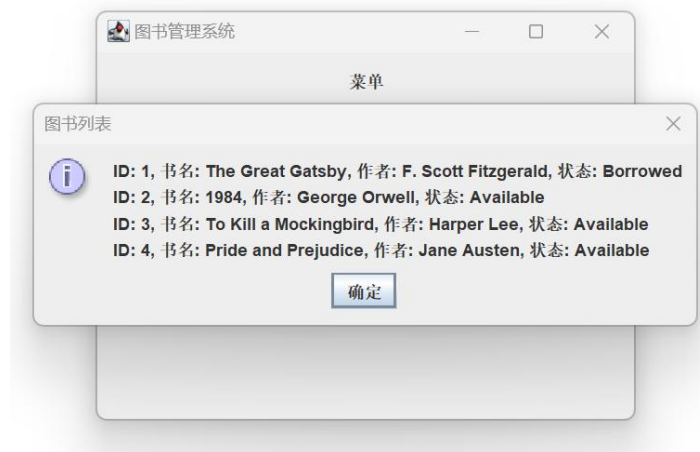 图书管理系统
菜单
图书列表
ID: 1, 书名: The Great Gatsby, 作者: F. Scott Fitzgerald, 状态: Borrowed
ID: 2, 书名: 1984, 作者: George Orwell, 状态: Available
ID: 3, 书名: To Kill a Mockingbird, 作者: Harper Lee, 状态: Available
ID: 4, 书名: Pride and Prejudice, 作者: Jane Austen, 状态: Available
确定